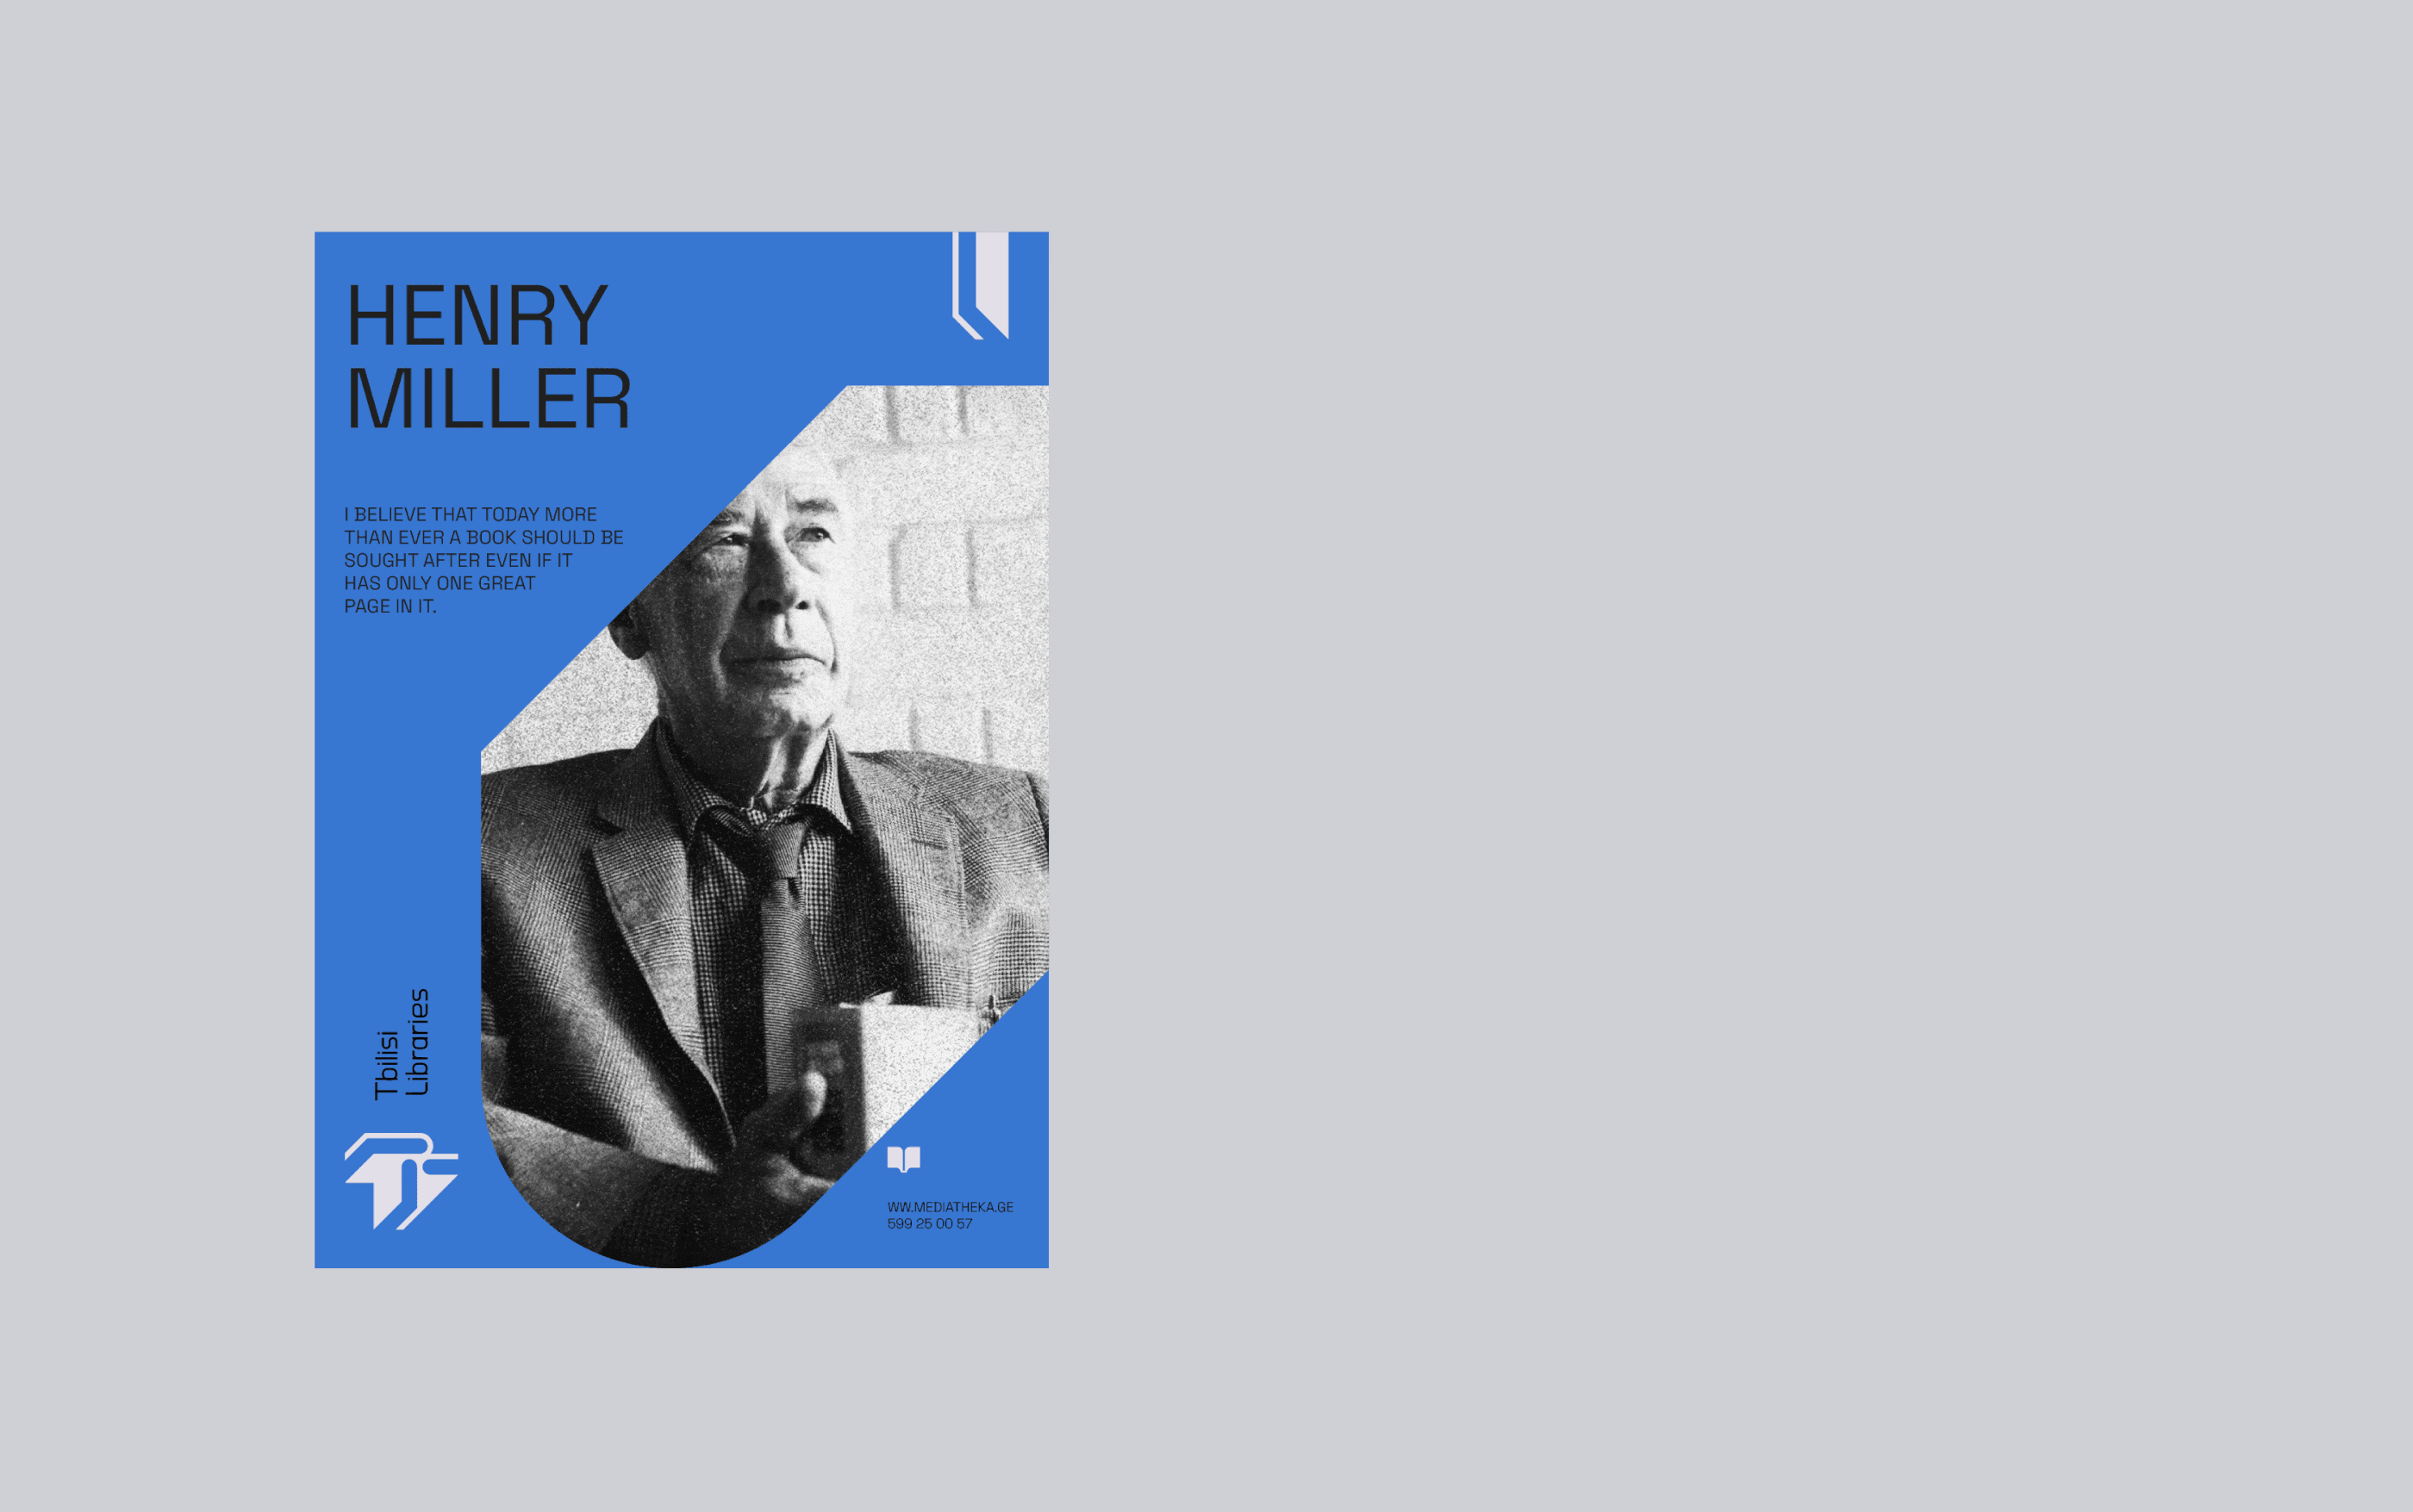 HENRY
MILLER
I BELIEVE THAT TODAY MORE
THAN EVER A BOOK SHOULD BE
SOUGHT AFTER EVEN IF IT
HAS ONLY ONE GREAT
PAGE IN IT.
Tbilisi
Libraries
WW.MEDIATHEKA.GE
599 25 00 57